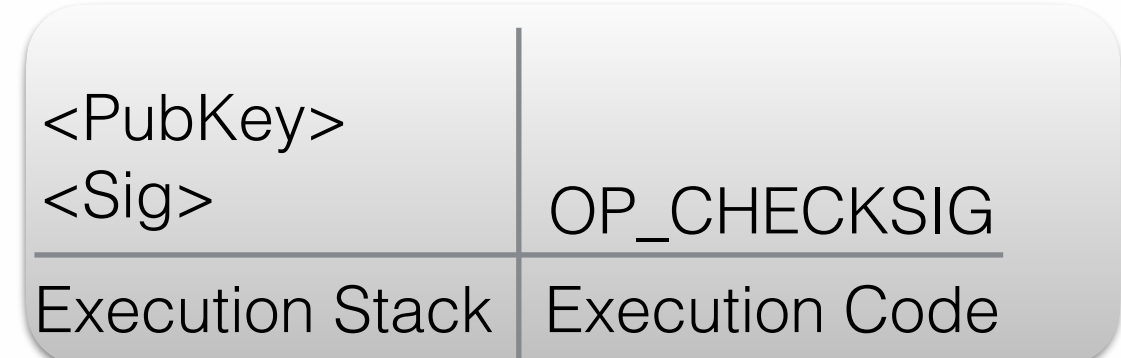 <PubKey>
<Sig>
OP_CHECKSIG
Execution Stack
Execution Code